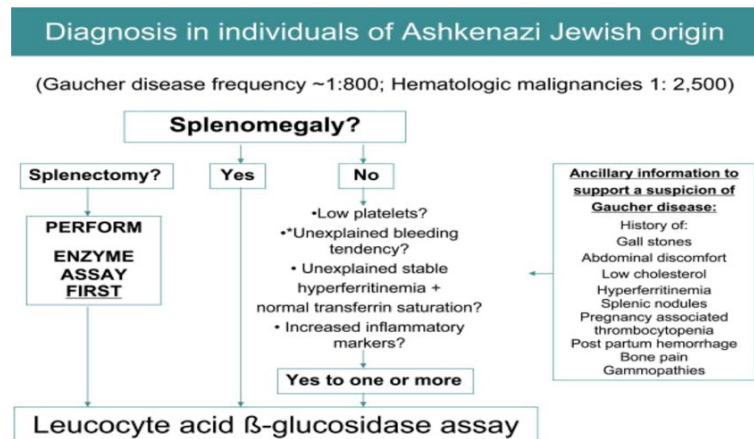 Diagnosis in individuals of Ashkenazi Jewish origin
(Gaucher disease frequency ~1:800; Hematologic malignancies 1: 2,500)
Splenomegaly?
Splenectomy?
Yes
No
PERFORM
ENZYME
ASSAY
FIRST
•Low platelets?
•*Unexplained bleeding
tendency?
• Unexplained stable
hyperferritinemia +
normal transferrin saturation?
• Increased inflammatory
markers?
Yes to one or more
Ancillary information to
support a suspicion of
Gaucher disease:
History of:
Gall stones
Abdominal discomfort
Low cholesterol
Hyperferritinemia
Splenic nodules
Pregnancy associated
thrombocytopenia
Post partum hemorrhage
Bone pain
Gammopathies
Leucocyte acid ß-glucosidase assay